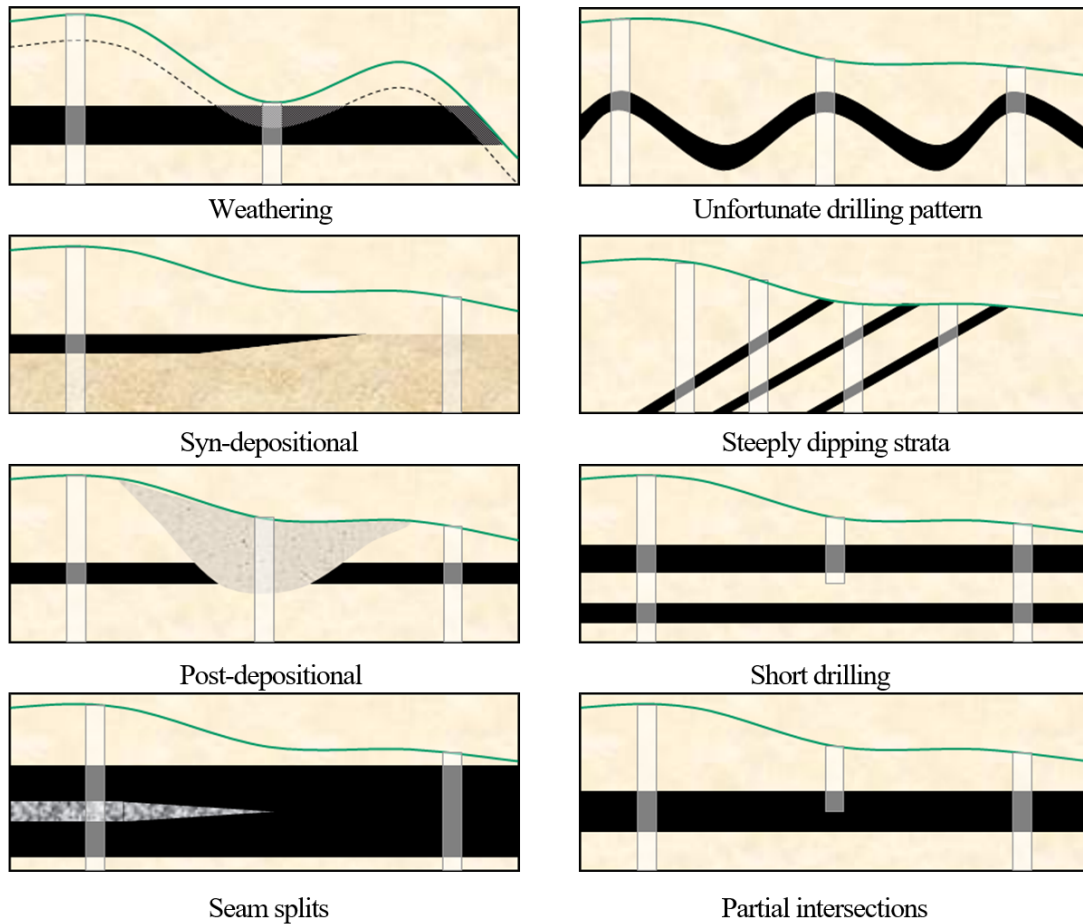 Weathering
Unfortunate drilling pattern
Syn-depositional
Steeply dipping strata
Post-depositional
Short drilling
Seam splits
Partial intersections